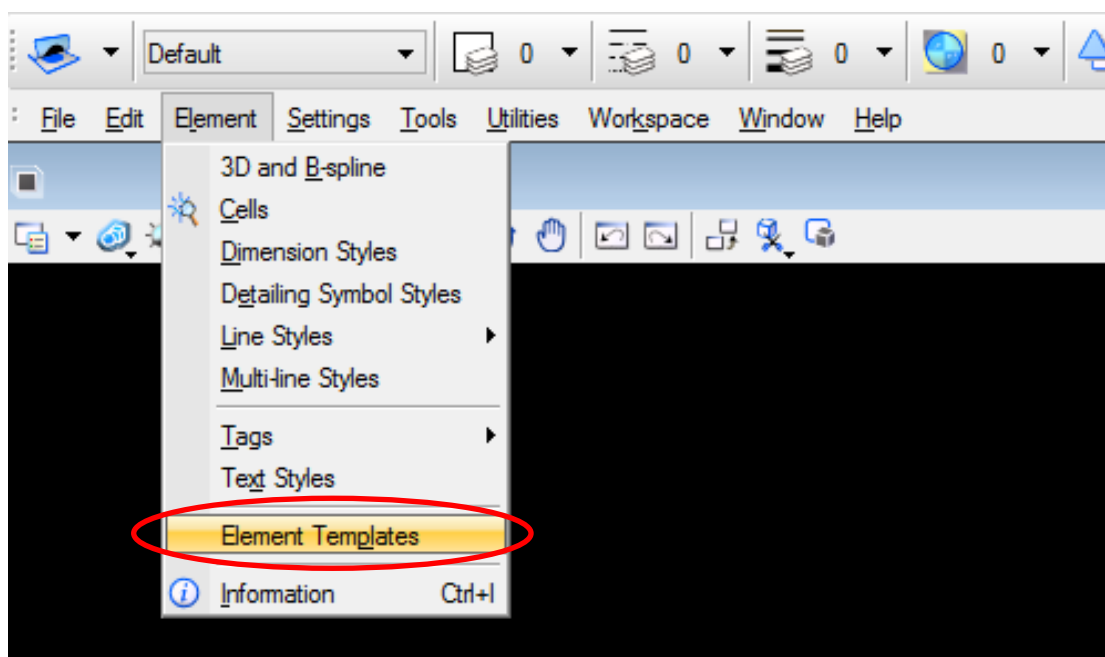 Default 0 0 0 0
File Edit Element Settings Tools Utilities Workspace Window Help
3D and B-spline
Cells
Dimension Styles
Detailing Symbol Styles
Line Styles
Multi-line Styles
Tags
Text Styles
Element Templates
Information Ctrl+I